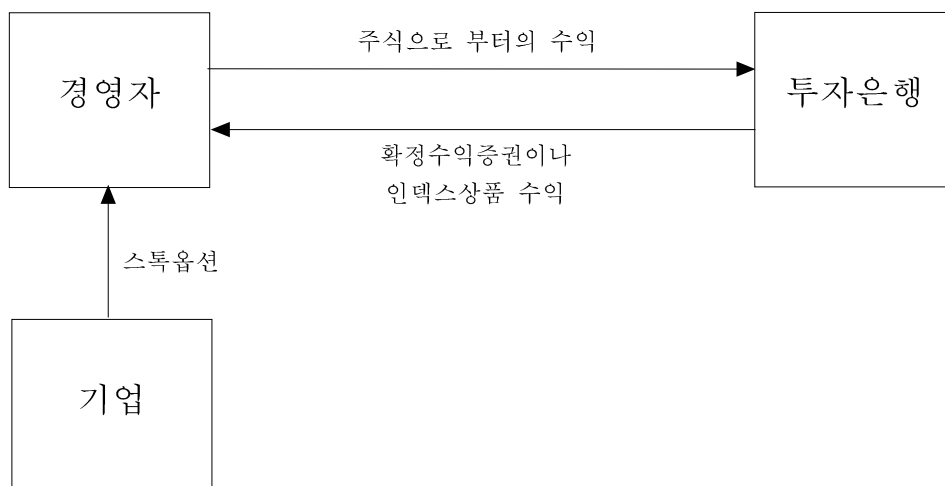 주식으로 부터의 수익
경영자
투자은행
확정수익증권이나
인덱스상품 수익
스톡옵션
기업